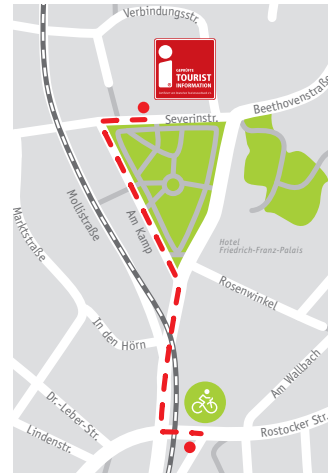 Verbindungsstr.
i
GEPRÜFTE
TOURIST
INFORMATION
Severinstr.
Beethovenstraße
Mollistraße
Am Kamp
Marktstraße
Hotel
Friedrich-Franz-Palais
Rosenwinkel
In den Hörn
Am Wallbach
Dr.-Leber-Str.
Lindenstr.
Rostocker Str.